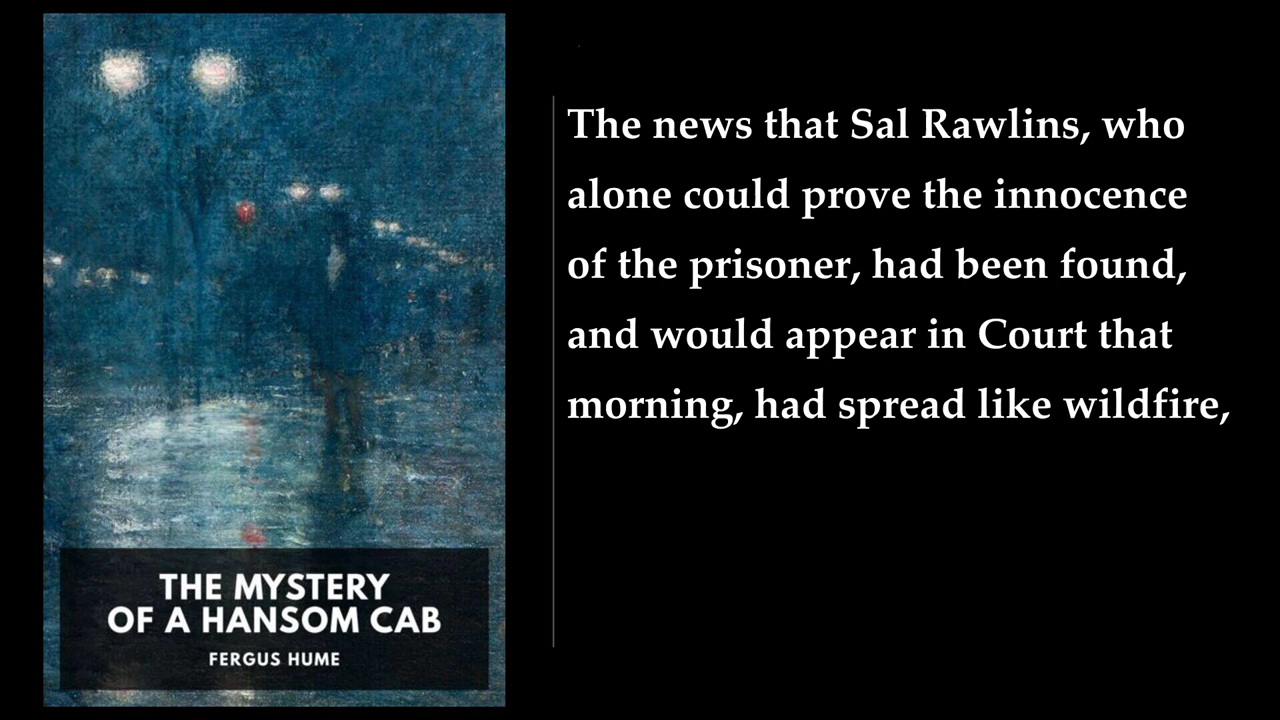 THE MYSTERY
OF A HANSOM CAB
FERGUS HUME
The news that Sal Rawlins, who
alone could prove the innocence
of the prisoner, had been found,
and would appear in Court that
morning, had spread like wildfire,